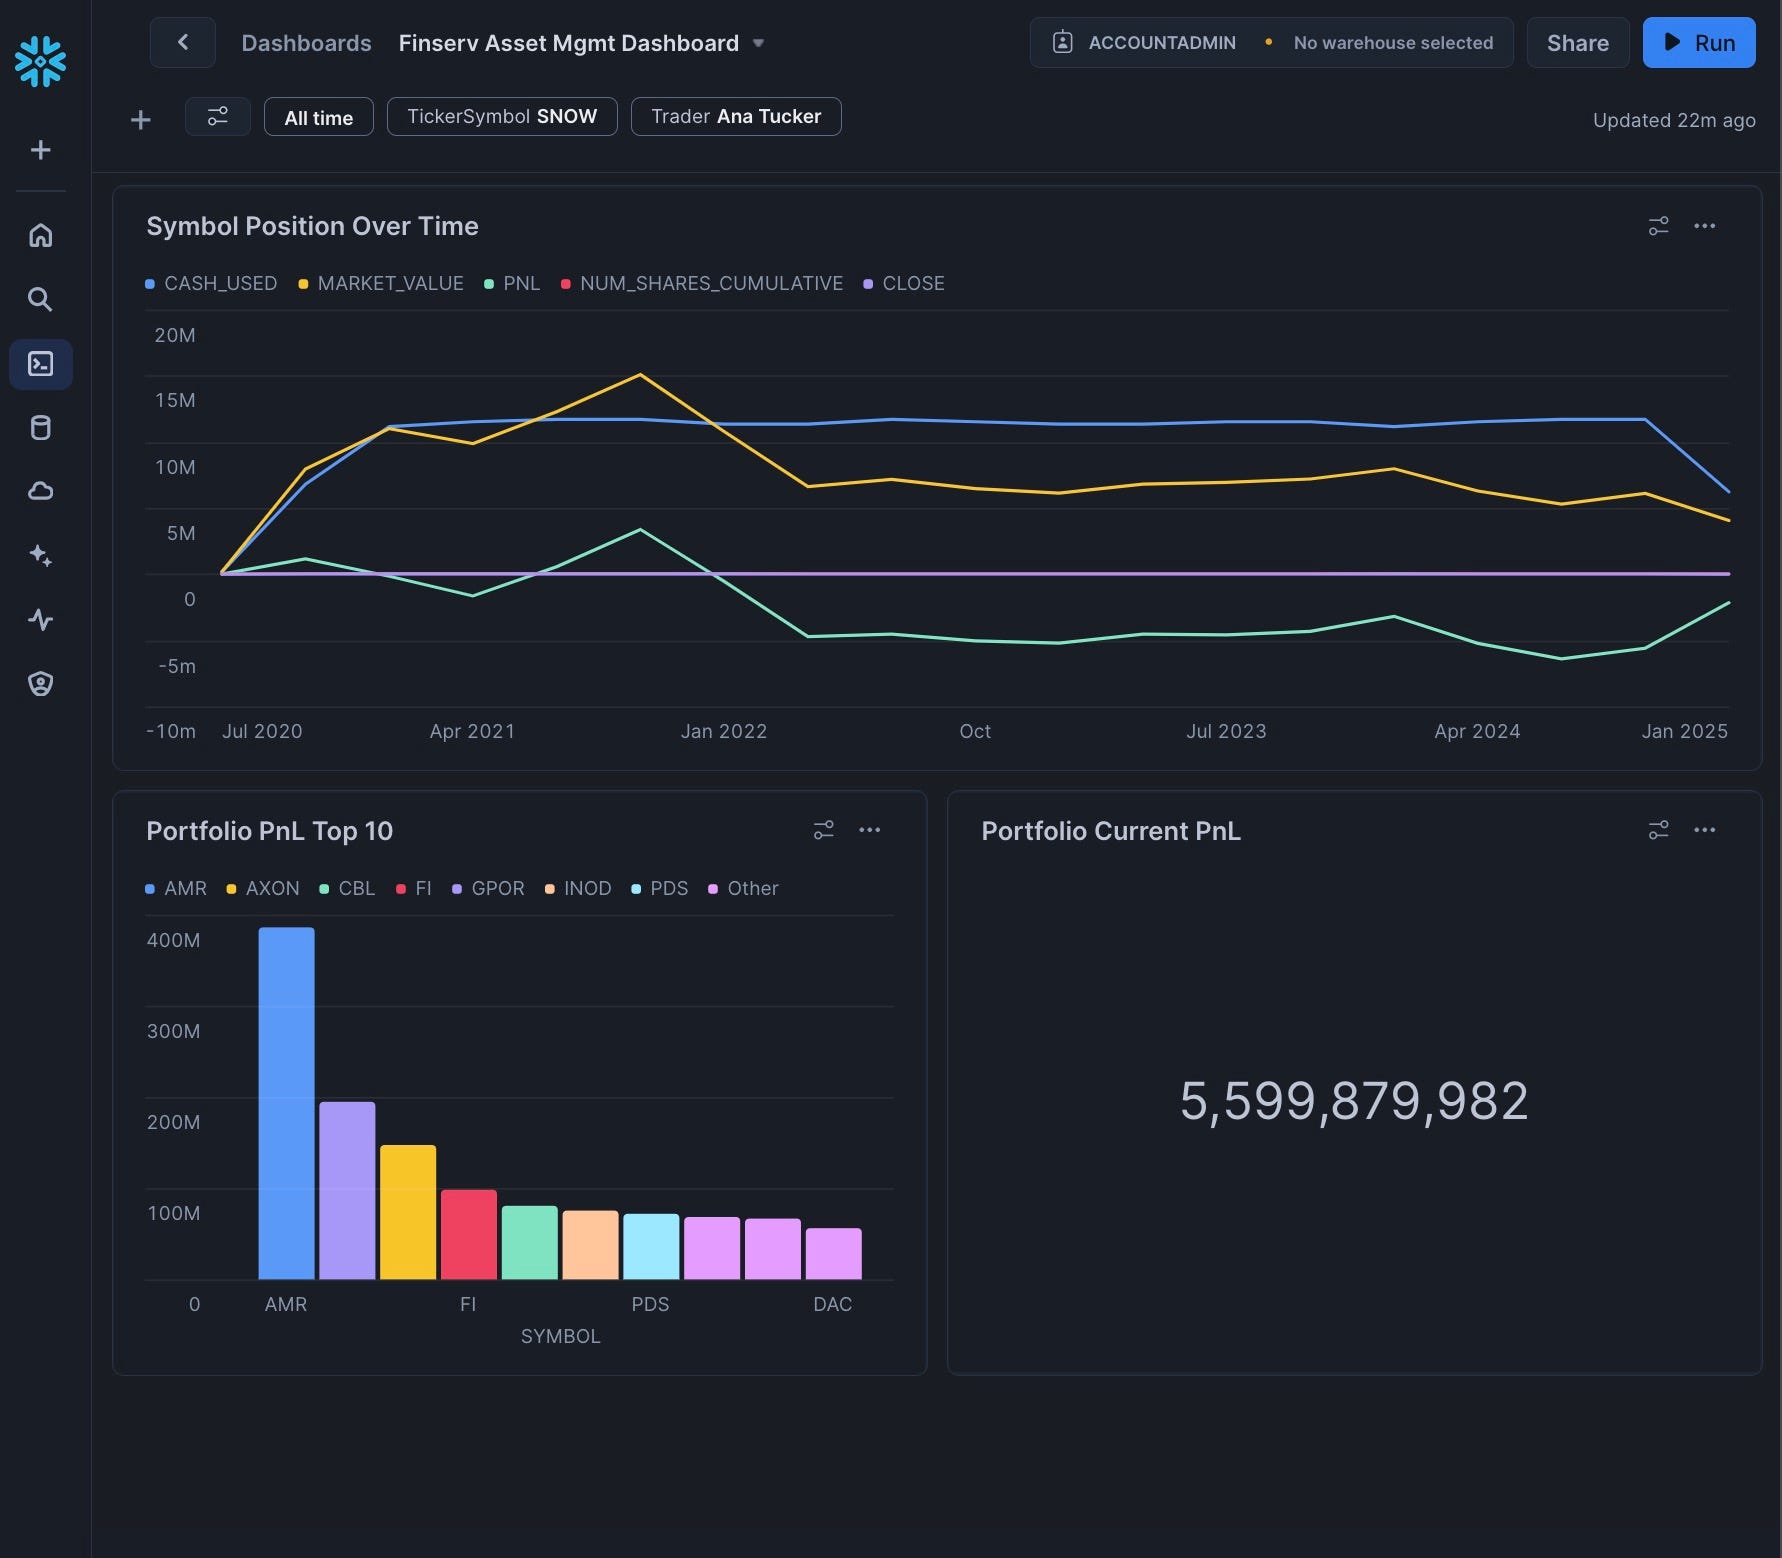 Dashboards Finserv Asset Mgmt Dashboard ACCOUNTADMIN No warehouse selected Share Run
All time TickerSymbol SNOW Trader Ana Tucker Updated 22m ago
Symbol Position Over Time
CASH_USED MARKET_VALUE PNL NUM_SHARES_CUMULATIVE CLOSE
20M
15M
10M
5M
0
-5m
-10m Jul 2020 Apr 2021 Jan 2022 Oct Jul 2023 Apr 2024 Jan 2025
Portfolio PnL Top 10
AMR AXON CBL FI GPOR INOD PDS Other
400M
300M
200M
100M
0 AMR FI PDS DAC
SYMBOL
Portfolio Current PnL
5,599,879,982